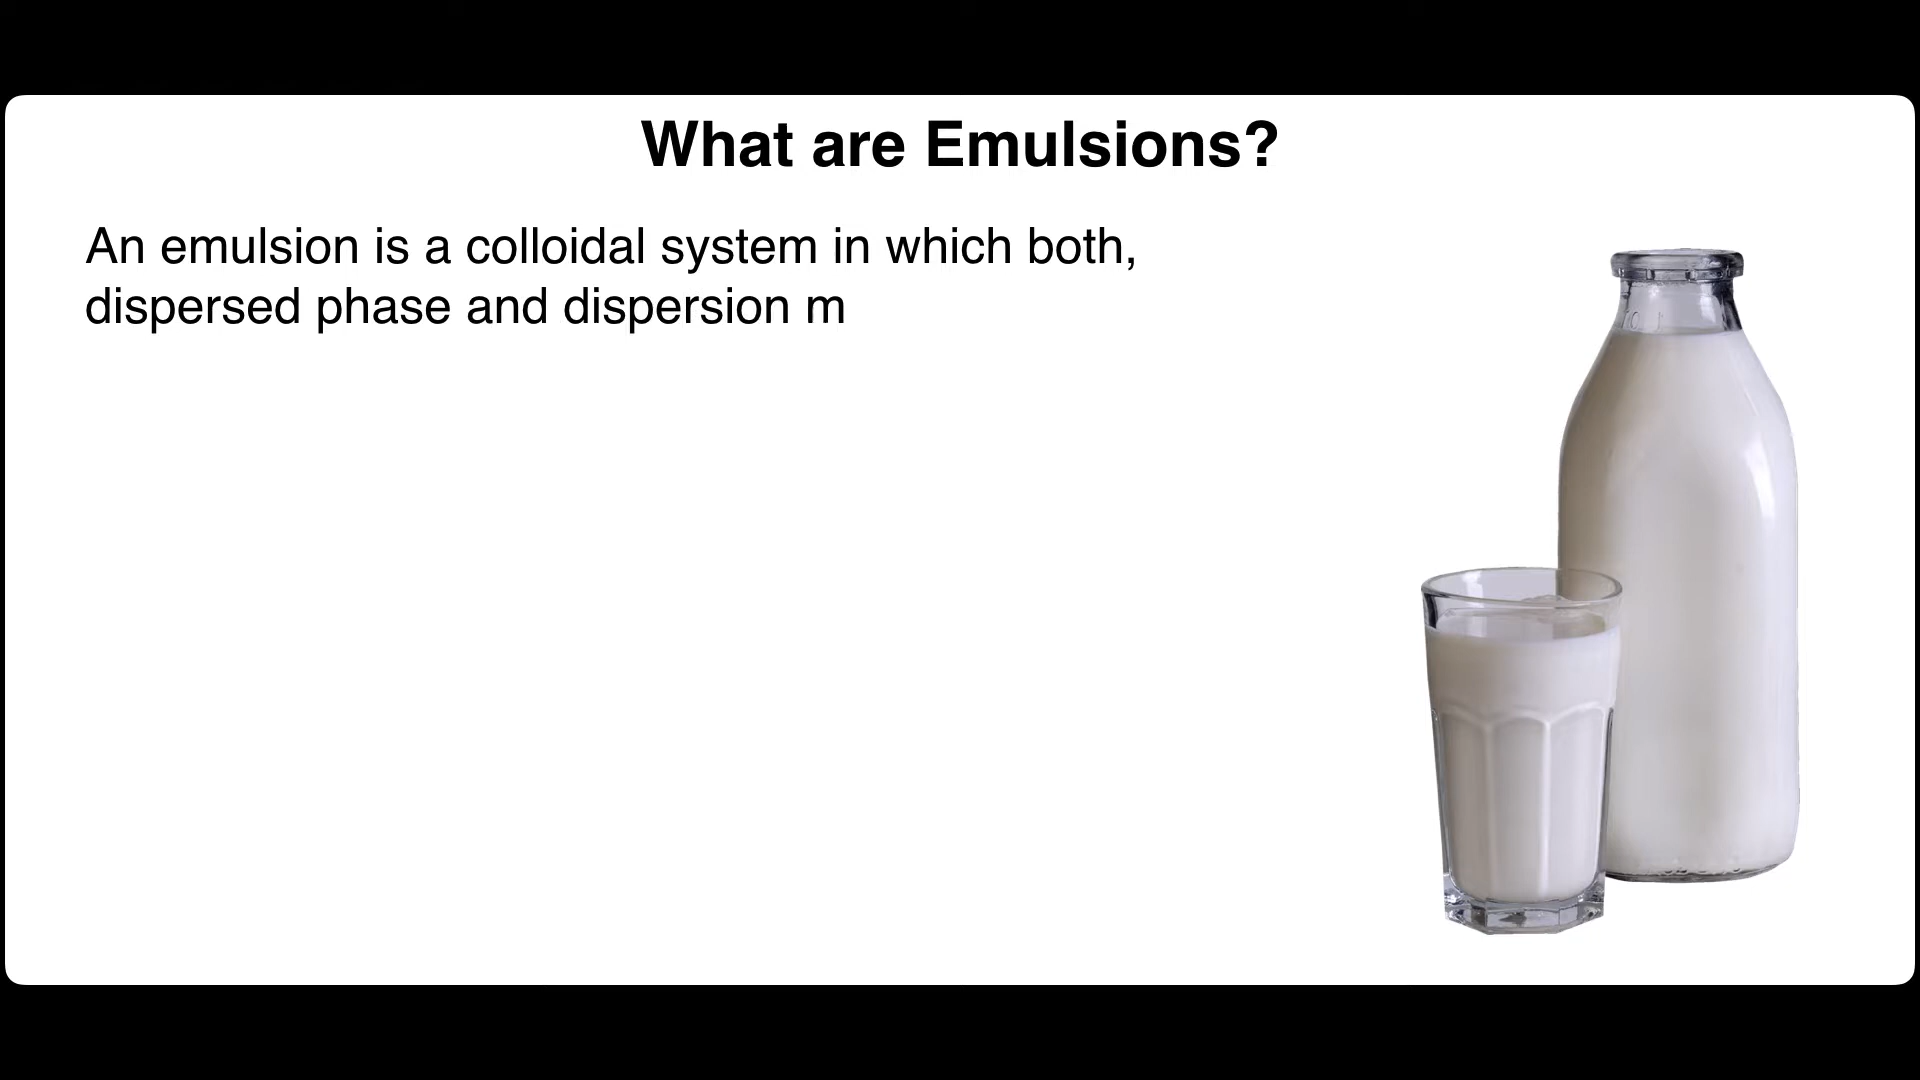 What are Emulsions?
An emulsion is a colloidal system in which both,
dispersed phase and dispersion m